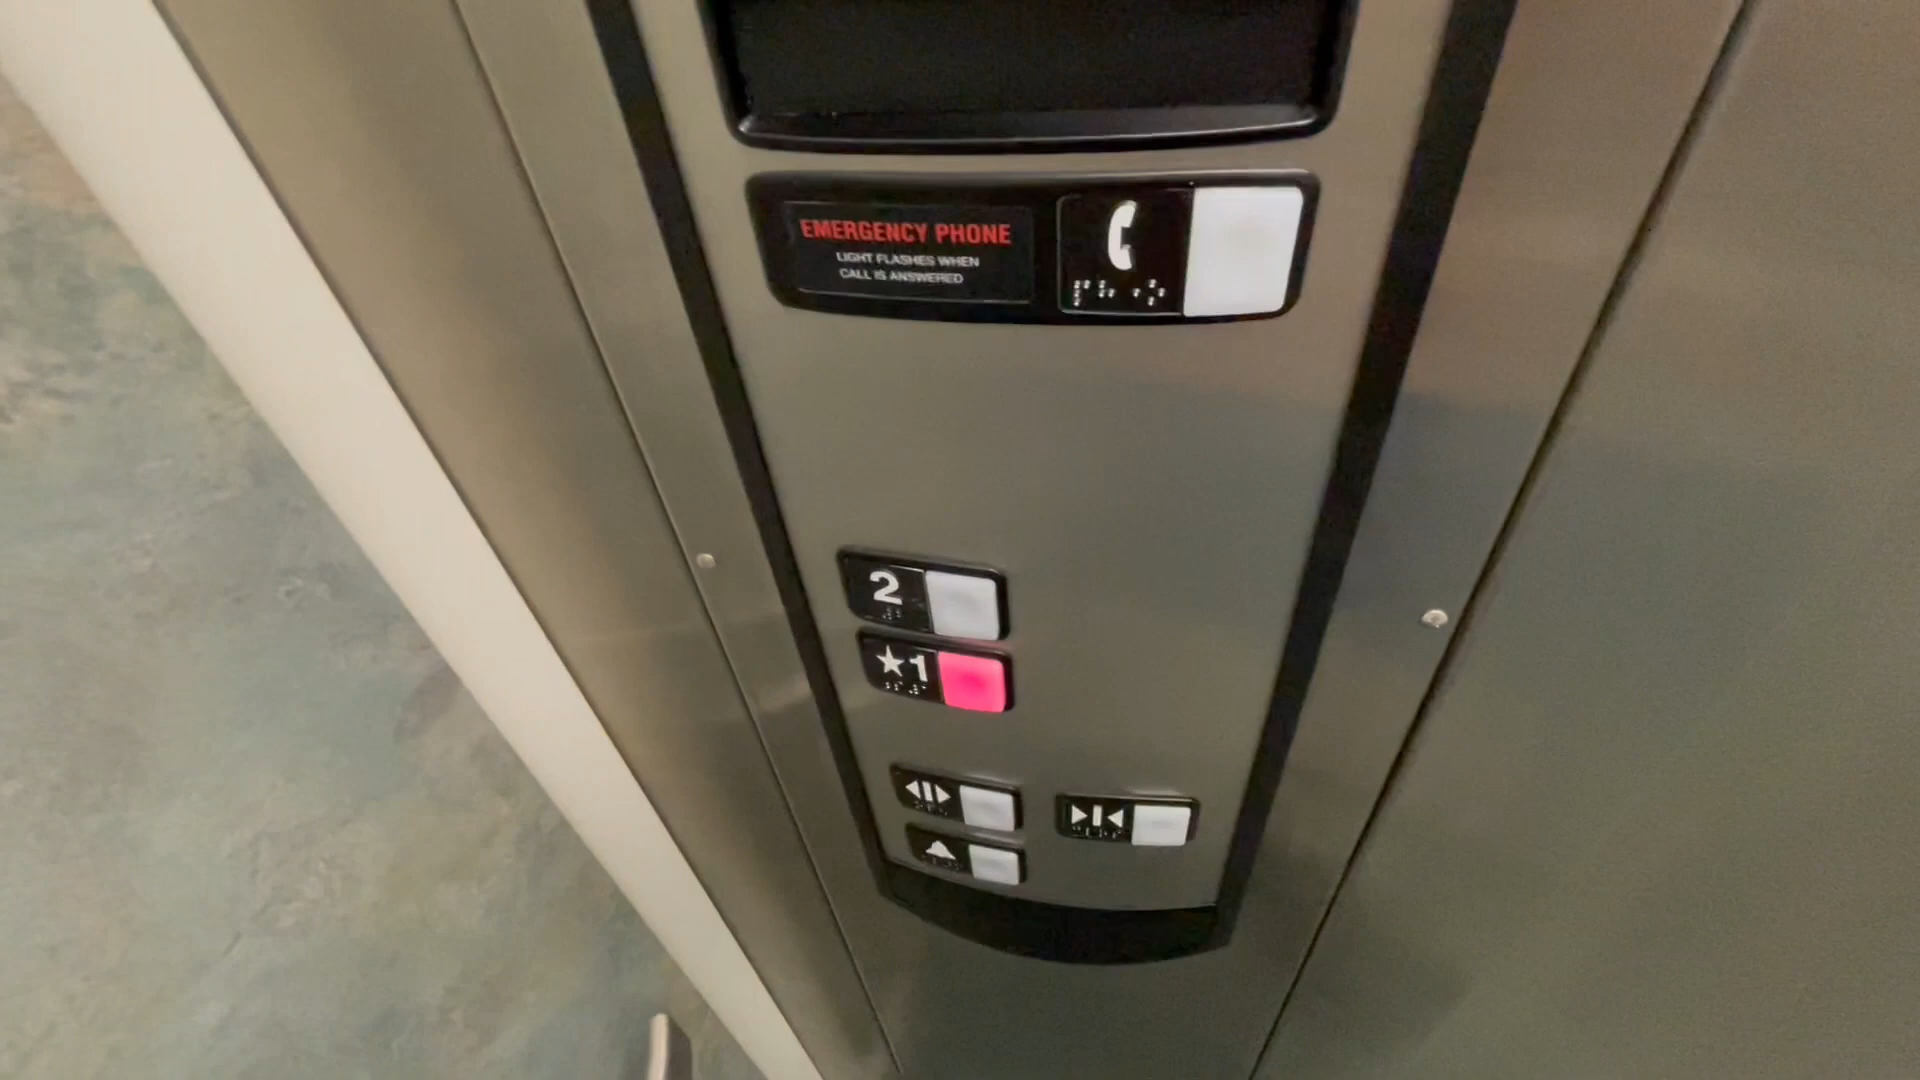 EMERGENCY PHONE
LIGHT FLASHES WHEN
CALL IS ANSWERED
2
★1